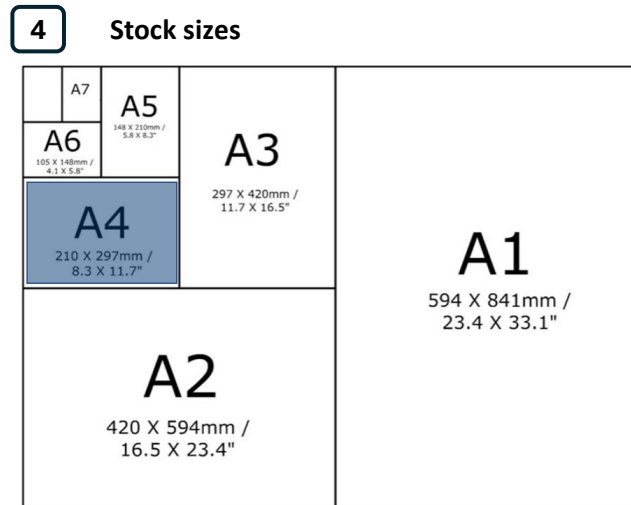 4 Stock sizes
A7
A5
148 X 210mm /
5.8 X 8.3"
A6
105 X 148mm /
4.1 X 5.8"
A3
297 X 420mm /
11.7 X 16.5"
A4
210 X 297mm /
8.3 X 11.7"
A1
594 X 841mm /
23.4 X 33.1"
A2
420 X 594mm /
16.5 X 23.4"